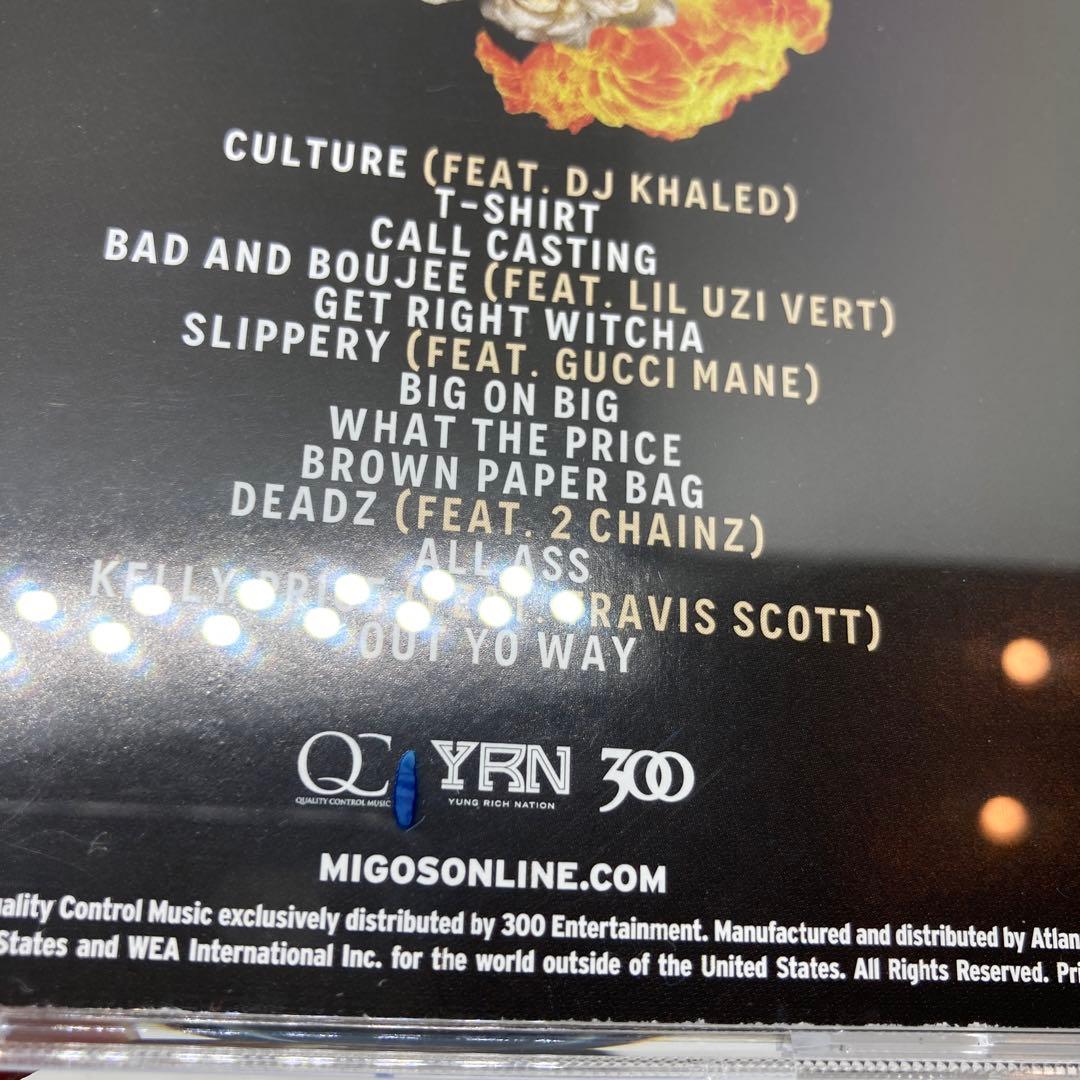 CULTURE (FEAT. DJ KHALED)
T-SHIRT
CALL CASTING
BAD AND BOUJEE (FEAT. LIL UZI VERT)
GET RIGHT WITCHA
SLIPPERY (FEAT. GUCCI MANE)
BIG ON BIG
WHAT THE PRICE
BROWN PAPER BAG
DEADZ (FEAT. 2 CHAINZ)
ALL ASS
KELLY PRICE (FEAT. TRAVIS SCOTT)
OUT YO WAY
QC YRN 300
QUALITY CONTROL MUSIC YUNG RICH NATION
MIGOSONLINE.COM
Control Music exclusively distributed by 300 Entertainment. Manufactured and distributed by
States and WEA International Inc. for the world outside of the United States. All Rights Reserved.